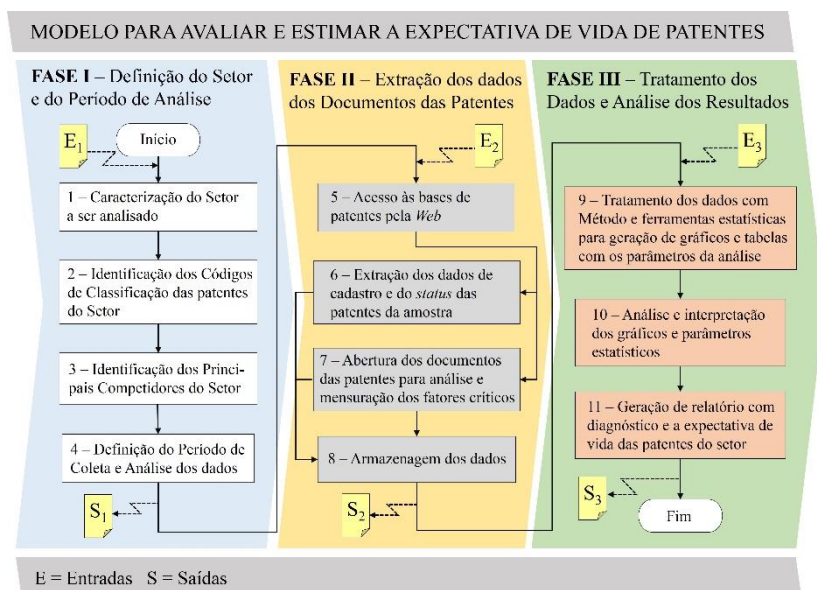 MODELO PARA AVALIAR E ESTIMAR A EXPECTATIVA DE VIDA DE PATENTES
FASE I – Definição do Setor
e do Período de Análise
E1
Início
1 – Caracterização do Setor
a ser analisado
2 – Identificação dos Códigos
de Classificação das patentes
do Setor
3 – Identificação dos Princi-
pais Competidores do Setor
4 – Definição do Período de
Coleta e Análise dos dados
S1
FASE II – Extração dos dados
dos Documentos das Patentes
E2
5 – Acesso às bases de
patentes pela Web
6 – Extração dos dados de
cadastro e do status das
patentes da amostra
7 – Abertura dos documentos
das patentes para análise e
mensuração dos fatores críticos
8 – Armazenagem dos dados
S2
FASE III – Tratamento dos
Dados e Análise dos Resultados
E3
9 – Tratamento dos dados com
Método e ferramentas estatísticas
para geração de gráficos e tabelas
com os parâmetros da análise
10 – Análise e interpretação
dos gráficos e parâmetros
estatísticos
11 – Geração de relatório com
diagnóstico e a expectativa de
vida das patentes do setor
S3
Fim
E = Entradas S = Saídas